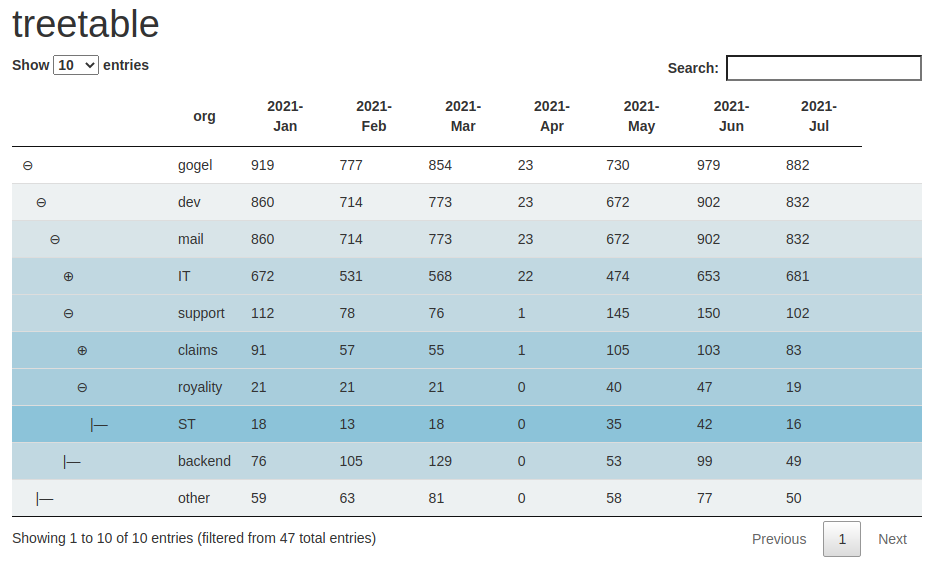 treetable
Show 10 entries
Search:
org 2021-Jan 2021-Feb 2021-Mar 2021-Apr 2021-May 2021-Jun 2021-Jul
⊖ gogel 919 777 854 23 730 979 882
⊖ dev 860 714 773 23 672 902 832
⊖ mail 860 714 773 23 672 902 832
⊕ IT 672 531 568 22 474 653 681
⊖ support 112 78 76 1 145 150 102
⊕ claims 91 57 55 1 105 103 83
⊖ royality 21 21 21 0 40 47 19
|— ST 18 13 18 0 35 42 16
|— backend 76 105 129 0 53 99 49
|— other 59 63 81 0 58 77 50
Showing 1 to 10 of 10 entries (filtered from 47 total entries)
Previous 1 Next